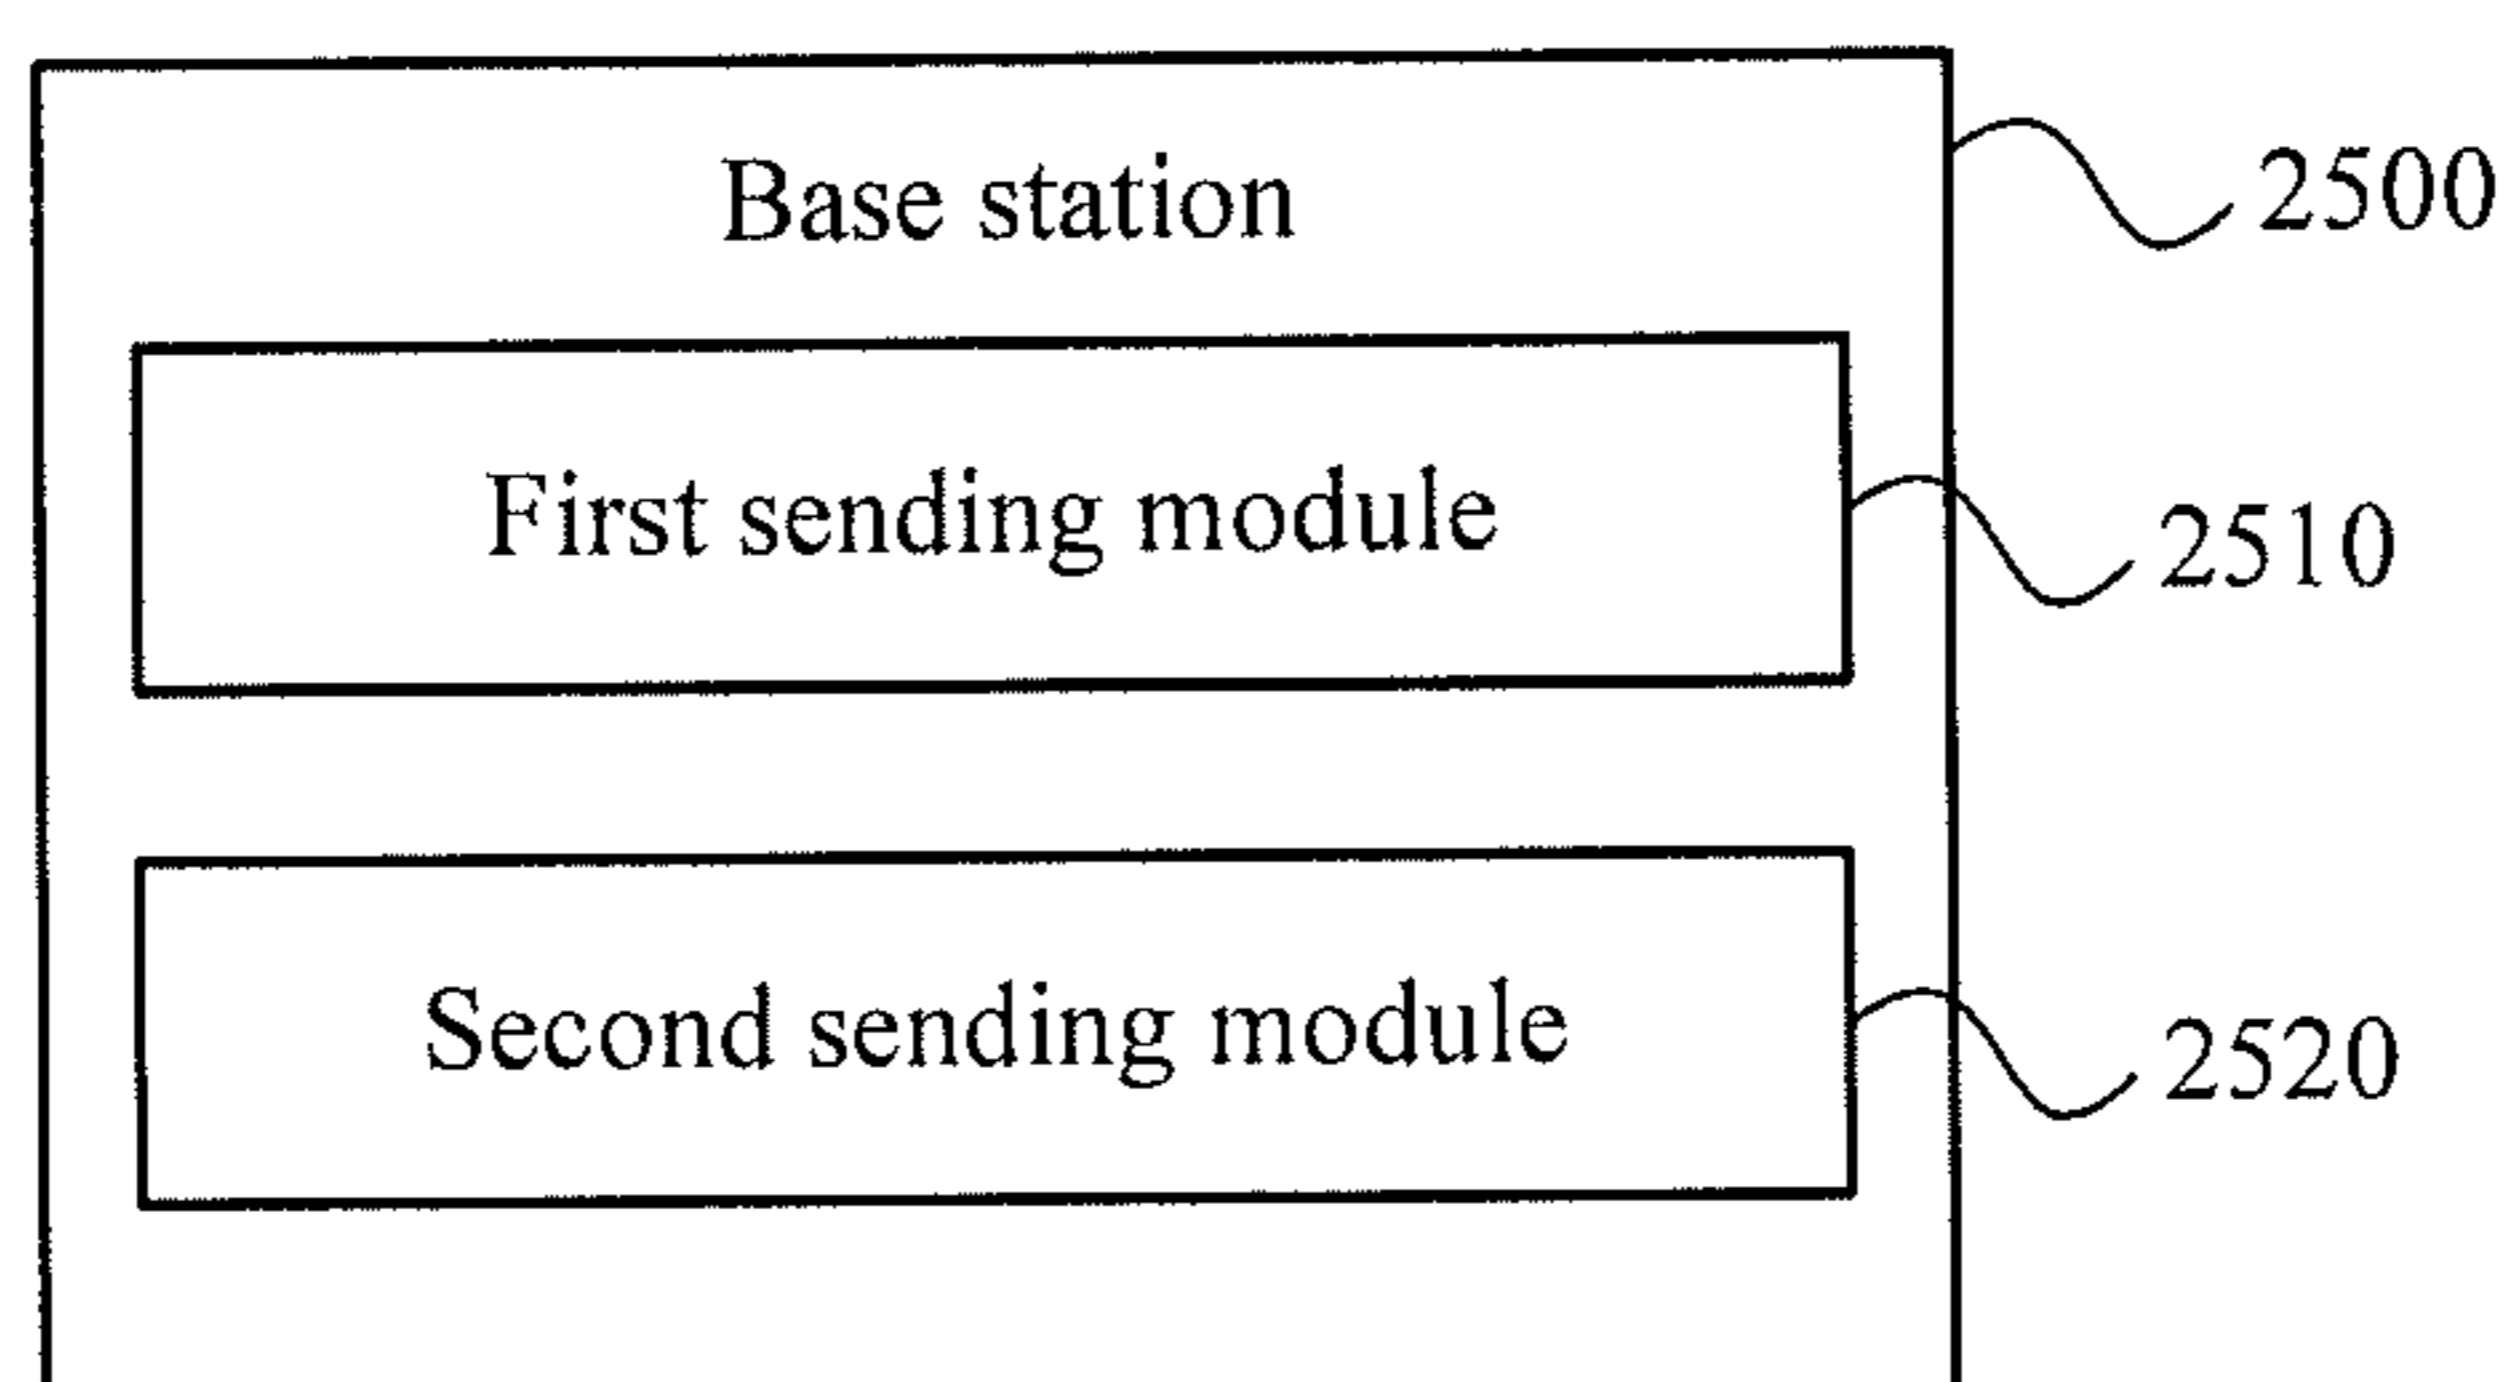 Base station
2500
First sending module
2510
Second sending module
2520